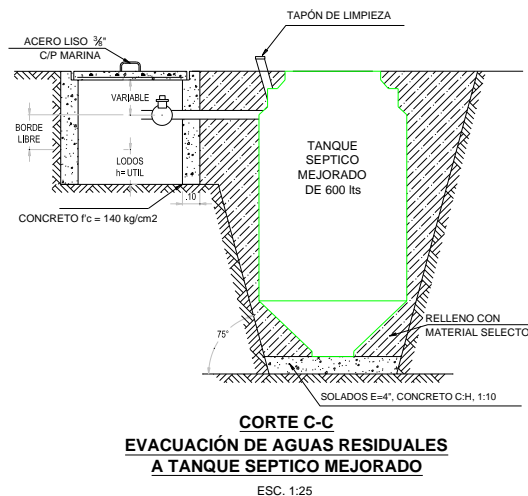 TAPÓN DE LIMPIEZA
ACERO LISO ⅜"
C/P MARINA
VARIABLE
BORDE
LIBRE
LODOS
h= UTIL
.10
CONCRETO f'c = 140 kg/cm2
TANQUE
SEPTICO
MEJORADO
DE 600 lts
75°
RELLENO CON
MATERIAL SELECTO
SOLADOS E=4", CONCRETO C:H, 1:10
CORTE C-C
EVACUACIÓN DE AGUAS RESIDUALES
A TANQUE SEPTICO MEJORADO
ESC. 1:25